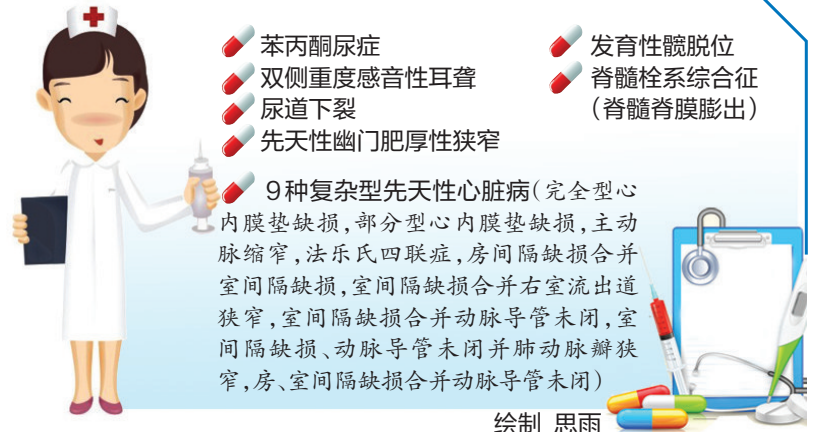 苯丙酮尿症
双侧重度感音性耳聋
尿道下裂
先天性幽门肥厚性狭窄
发育性髋脱位
脊髓栓系综合征
（脊髓脊膜膨出）
9种复杂型先天性心脏病(完全型心
内膜垫缺损,部分型心内膜垫缺损,主动
脉缩窄,法乐氏四联症,房间隔缺损合并
室间隔缺损,室间隔缺损合并右室流出道
狭窄,室间隔缺损合并动脉导管未闭,室
间隔缺损、动脉导管未闭并肺动脉瓣狭
窄,房、室间隔缺损合并动脉导管未闭)
绘制 思雨